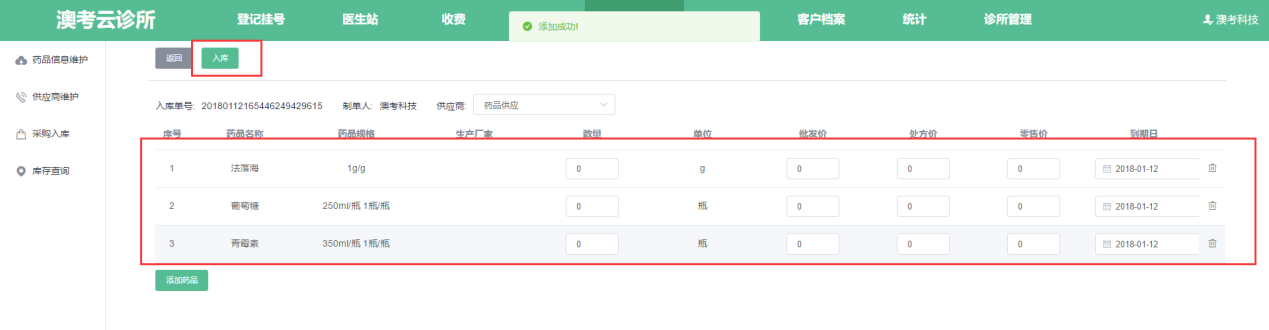 澳考云诊所 登记挂号 医生站 收费 添加成功! 客户档案 统计 诊所管理 澳考科技
药品信息维护
供应商维护
采购入库
库存查询
返回 入库
入库单号: 20180112165446249429615 制单人: 澳考科技 供应商: 药品供应
序号 药品名称 药品规格 生产厂家 数量 单位 批发价 处方价 零售价 到期日
1 法落海 1g/g 0 g 0 0 0 2018-01-12
2 葡萄糖 250ml/瓶 1瓶/瓶 0 瓶 0 0 0 2018-01-12
3 青霉素 350ml/瓶 1瓶/瓶 0 瓶 0 0 0 2018-01-12
添加药品